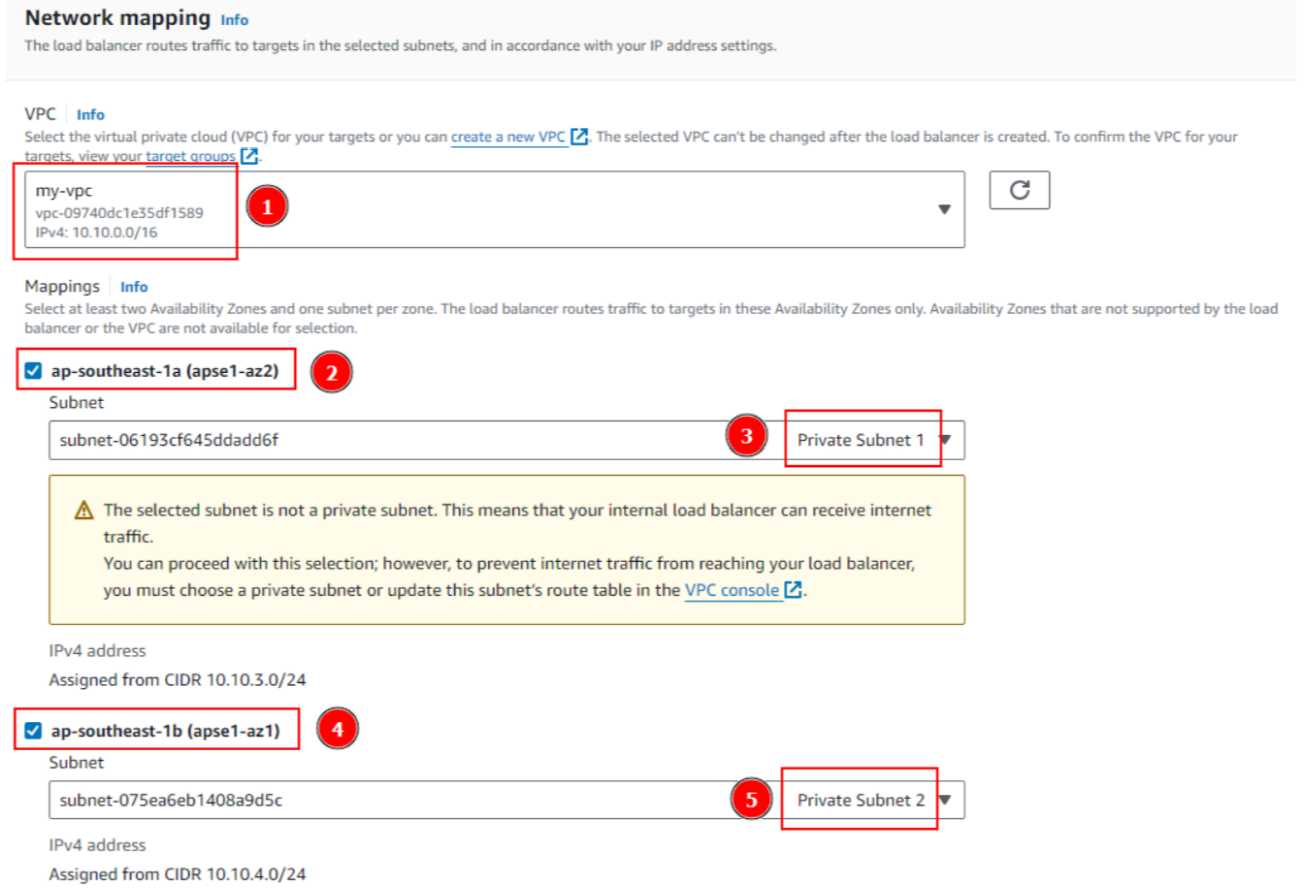 Network mapping Info
The load balancer routes traffic to targets in the selected subnets, and in accordance with your IP address settings.
VPC Info
Select the virtual private cloud (VPC) for your targets or you can create a new VPC. The selected VPC can't be changed after the load balancer is created. To confirm the VPC for your
targets, view your target groups.
my-vpc
vpc-09740dc1e35df1589
IPv4: 10.10.0.0/16
1
Mappings Info
Select at least two Availability Zones and one subnet per zone. The load balancer routes traffic to targets in these Availability Zones only. Availability Zones that are not supported by the load
balancer or the VPC are not available for selection.
ap-southeast-1a (apse1-az2) 2
Subnet
subnet-06193cf645ddadd6f 3 Private Subnet 1
The selected subnet is not a private subnet. This means that your internal load balancer can receive internet
traffic.
You can proceed with this selection; however, to prevent internet traffic from reaching your load balancer,
you must choose a private subnet or update this subnet's route table in the VPC console.
IPv4 address
Assigned from CIDR 10.10.3.0/24
ap-southeast-1b (apse1-az1) 4
Subnet
subnet-075ea6eb1408a9d5c 5 Private Subnet 2
IPv4 address
Assigned from CIDR 10.10.4.0/24